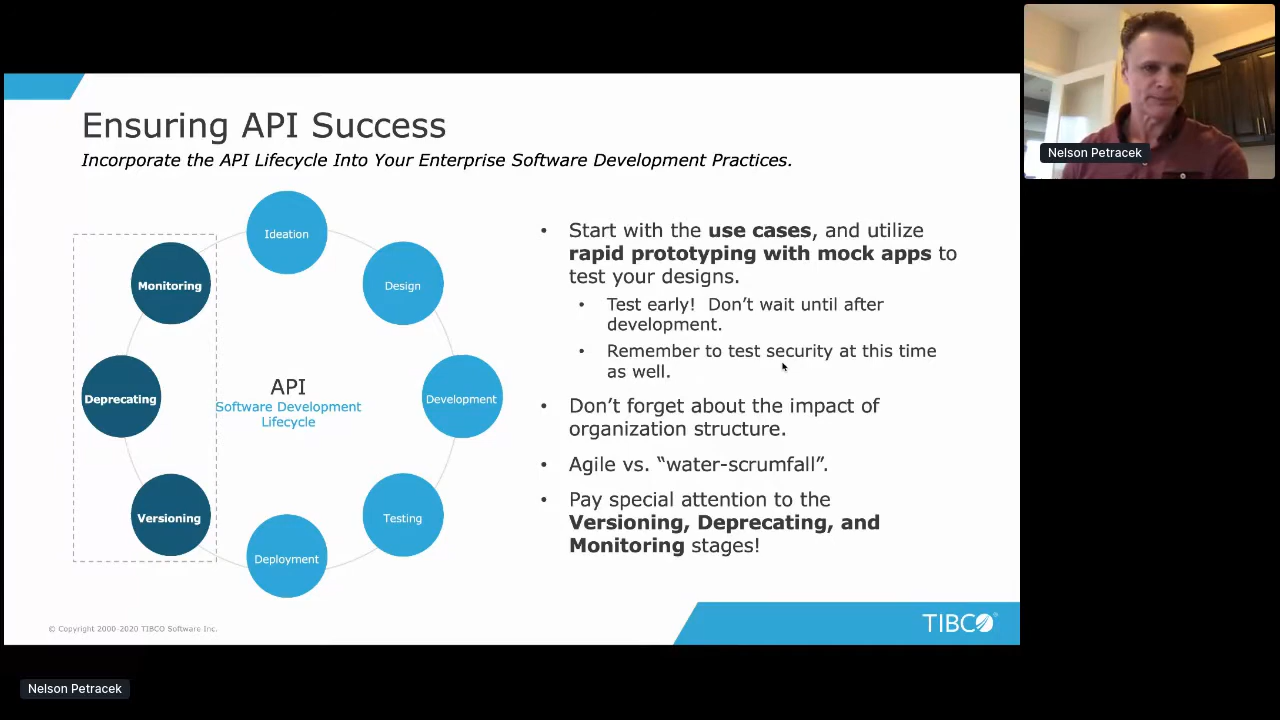 Ensuring API Success
Incorporate the API Lifecycle Into Your Enterprise Software Development Practices.
Ideation
Monitoring
Design
Deprecating
API
Software Development
Lifecycle
Development
Versioning
Testing
Deployment
• Start with the use cases, and utilize
rapid prototyping with mock apps to
test your designs.
• Test early! Don’t wait until after
development.
• Remember to test security at this time
as well.
• Don’t forget about the impact of
organization structure.
• Agile vs. “water-scrumfall”.
• Pay special attention to the
Versioning, Deprecating, and
Monitoring stages!
© Copyright 2000-2020 TIBCO Software Inc.
TIBCO®
Nelson Petracek
Nelson Petracek